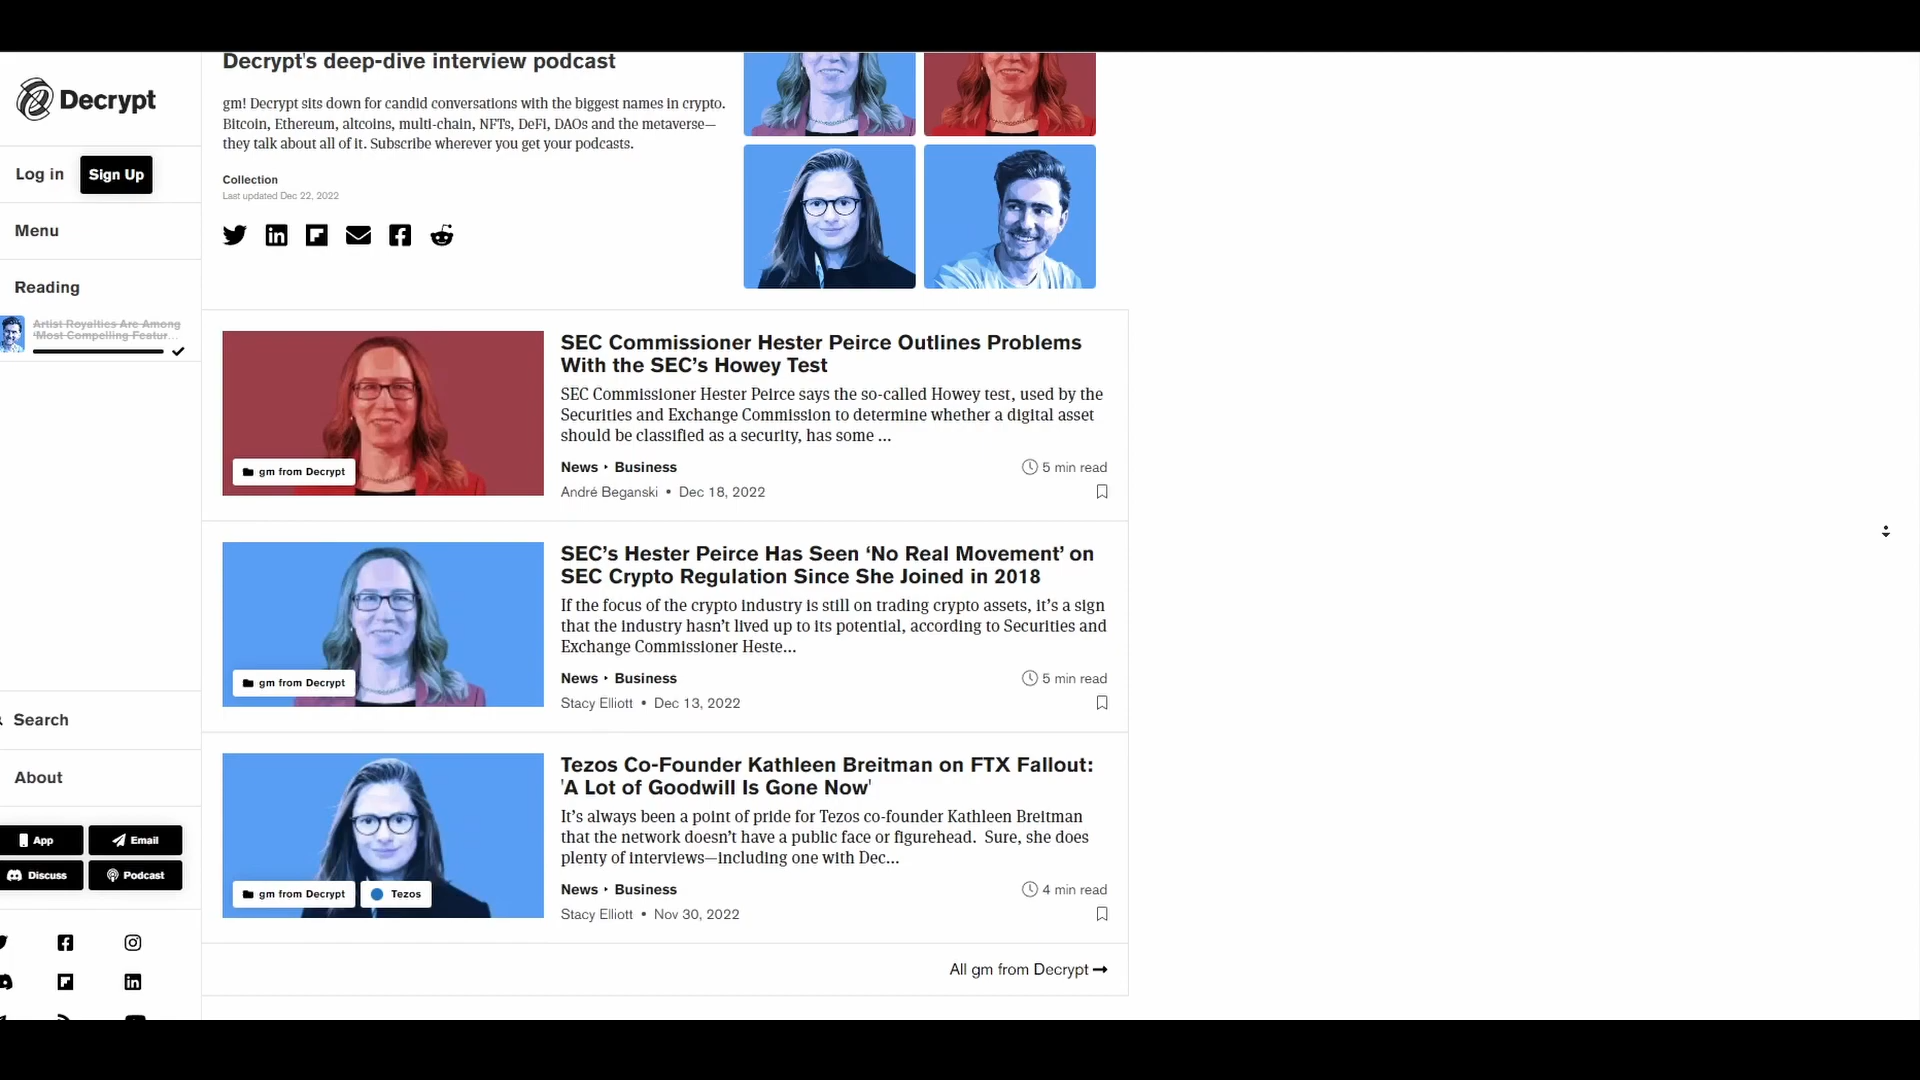 Decrypt
Log in
Sign Up
Menu
Reading
Artist Royalties Are Among
'Most Compelling Featur...
Search
About
App
Email
Discuss
Podcast
Decrypt's deep-dive interview podcast
gm! Decrypt sits down for candid conversations with the biggest names in crypto.
Bitcoin, Ethereum, altcoins, multi-chain, NFTs, DeFi, DAOs and the metaverse—
they talk about all of it. Subscribe wherever you get your podcasts.
Collection
Last updated Dec 22, 2022
SEC Commissioner Hester Peirce Outlines Problems
With the SEC’s Howey Test
SEC Commissioner Hester Peirce says the so-called Howey test, used by the
Securities and Exchange Commission to determine whether a digital asset
should be classified as a security, has some ...
gm from Decrypt
News ‣ Business
5 min read
André Beganski • Dec 18, 2022
SEC’s Hester Peirce Has Seen ‘No Real Movement’ on
SEC Crypto Regulation Since She Joined in 2018
If the focus of the crypto industry is still on trading crypto assets, it’s a sign
that the industry hasn’t lived up to its potential, according to Securities and
Exchange Commissioner Heste...
gm from Decrypt
News ‣ Business
5 min read
Stacy Elliott • Dec 13, 2022
Tezos Co-Founder Kathleen Breitman on FTX Fallout:
'A Lot of Goodwill Is Gone Now'
It’s always been a point of pride for Tezos co-founder Kathleen Breitman
that the network doesn’t have a public face or figurehead.  Sure, she does
plenty of interviews—including one with Dec...
gm from Decrypt
Tezos
News ‣ Business
4 min read
Stacy Elliott • Nov 30, 2022
All gm from Decrypt